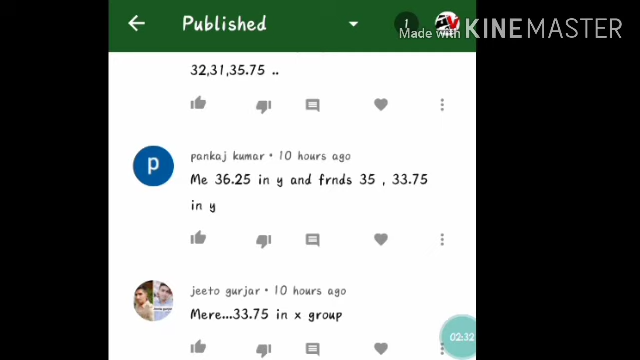 Published
1
Made with KINEMASTER
32,31,35.75 ..
p
pankaj kumar • 10 hours ago
Me 36.25 in y and frnds 35 , 33.75
in y
jeeto gurjar • 10 hours ago
Mere...33.75 in x group
02:32